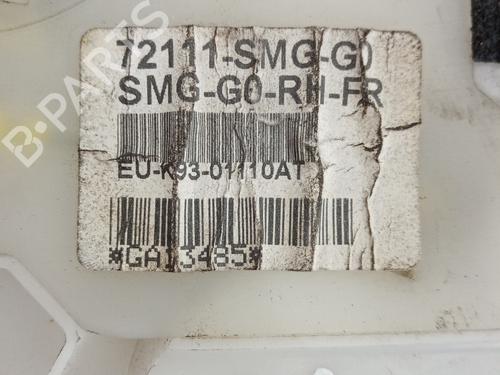 72111-SMG-G0
SMG-G0-RH-FR
EU-K93-01110AT
*GA13485*
B-PARTS